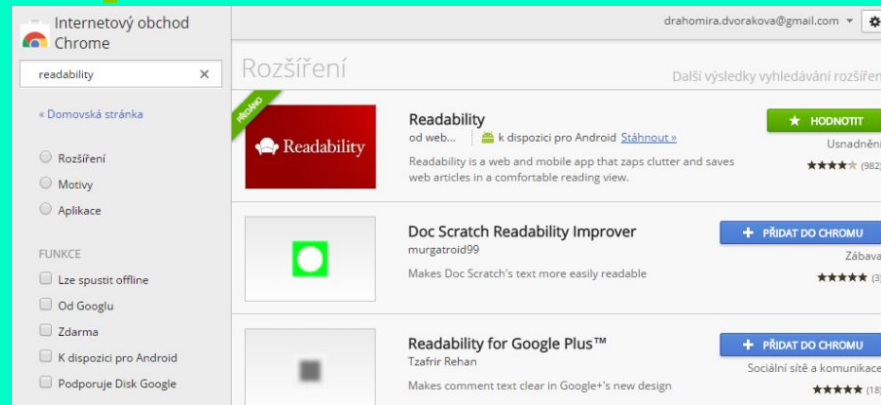 Internetový obchod
Chrome
drahomira.dvorakova@gmail.com
readability
Rozšíření
Další výsledky vyhledávání rozšíření
« Domovská stránka
Rozšíření
Motivy
Aplikace
FUNKCE
Lze spustit offline
Od Googlu
Zdarma
K dispozici pro Android
Podporuje Disk Google
PŘIDÁNO
Readability
Readability
od web... k dispozici pro Android Stáhnout »
Readability is a web and mobile app that zaps clutter and saves
web articles in a comfortable reading view.
HODNOTIT
Usnadnění
(982)
Doc Scratch Readability Improver
murgatroid99
Makes Doc Scratch's text more easily readable
PŘIDAT DO CHROMU
Zábava
(3)
Readability for Google Plus™
Tzafrir Rehan
Makes comment text clear in Google+'s new design
PŘIDAT DO CHROMU
Sociální sítě a komunikace
(18)